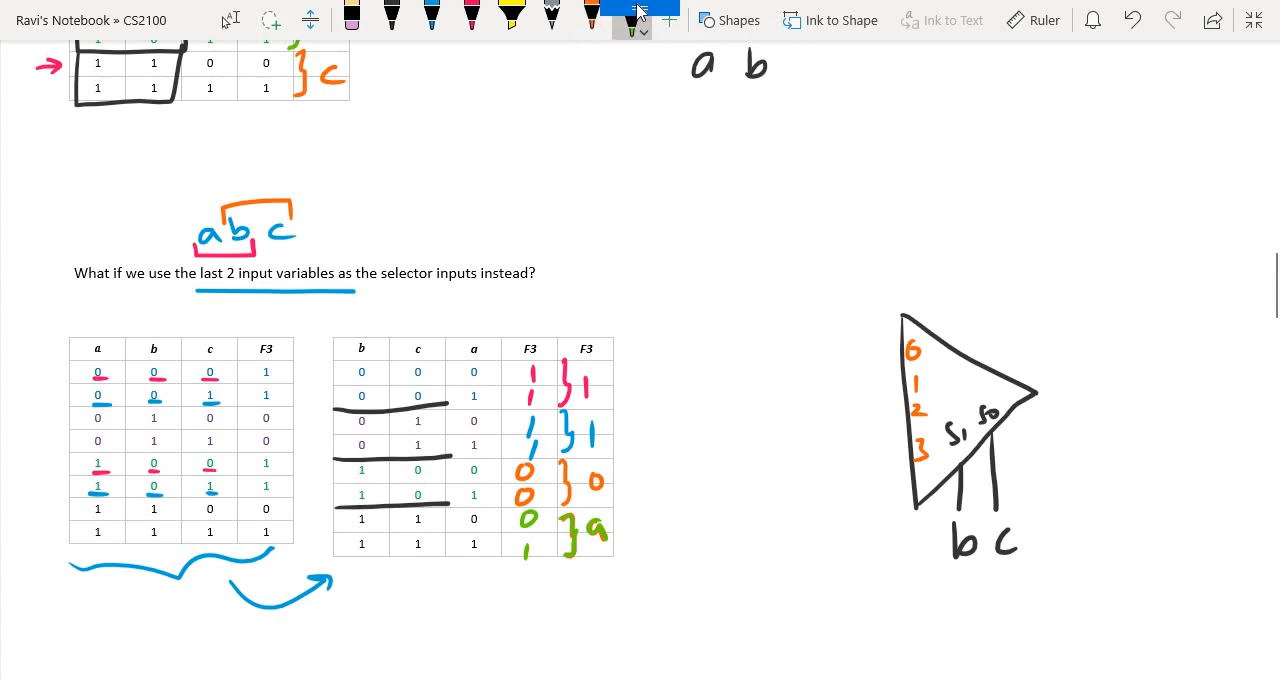 Ravi's Notebook » CS2100
Shapes
Ink to Shape
Ink to Text
Ruler
1 0 1 1
1 1 0 0
1 1 1 1
} c
a b
a b c
What if we use the last 2 input variables as the selector inputs instead?
a b c F3
0 0 0 1
0 0 1 1
0 1 0 0
0 1 1 0
1 0 0 1
1 0 1 1
1 1 0 0
1 1 1 1
b c a F3 F3
0 0 0 1 } 1
0 0 1 1
0 1 0 1 } 1
0 1 1 1
1 0 0 0 } 0
1 0 1 0
1 1 0 0 } a
1 1 1 1
0
1
2
3
S1 S0
b c